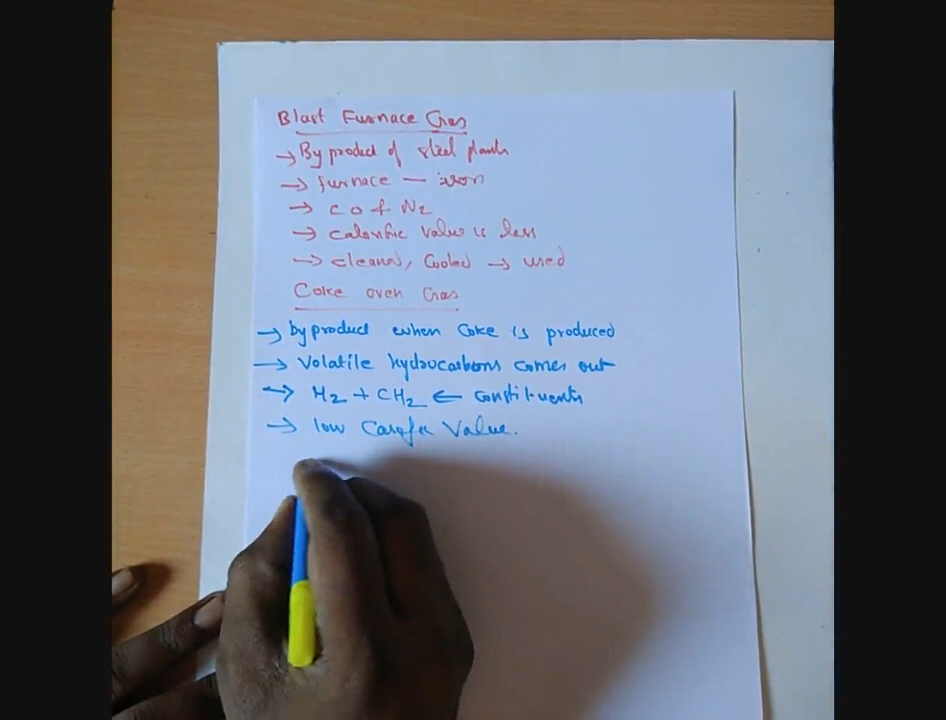 Blast Furnace Gas
→ By product of steel plants
→ furnace — iron
→ CO + N2
→ calorific value is less
→ cleaned, Cooled → used
Coke oven Gas
→ by product when Coke is produced
→ Volatile hydrocarbons comes out
→ H2 + CH2 ← constituents
→ low Value.